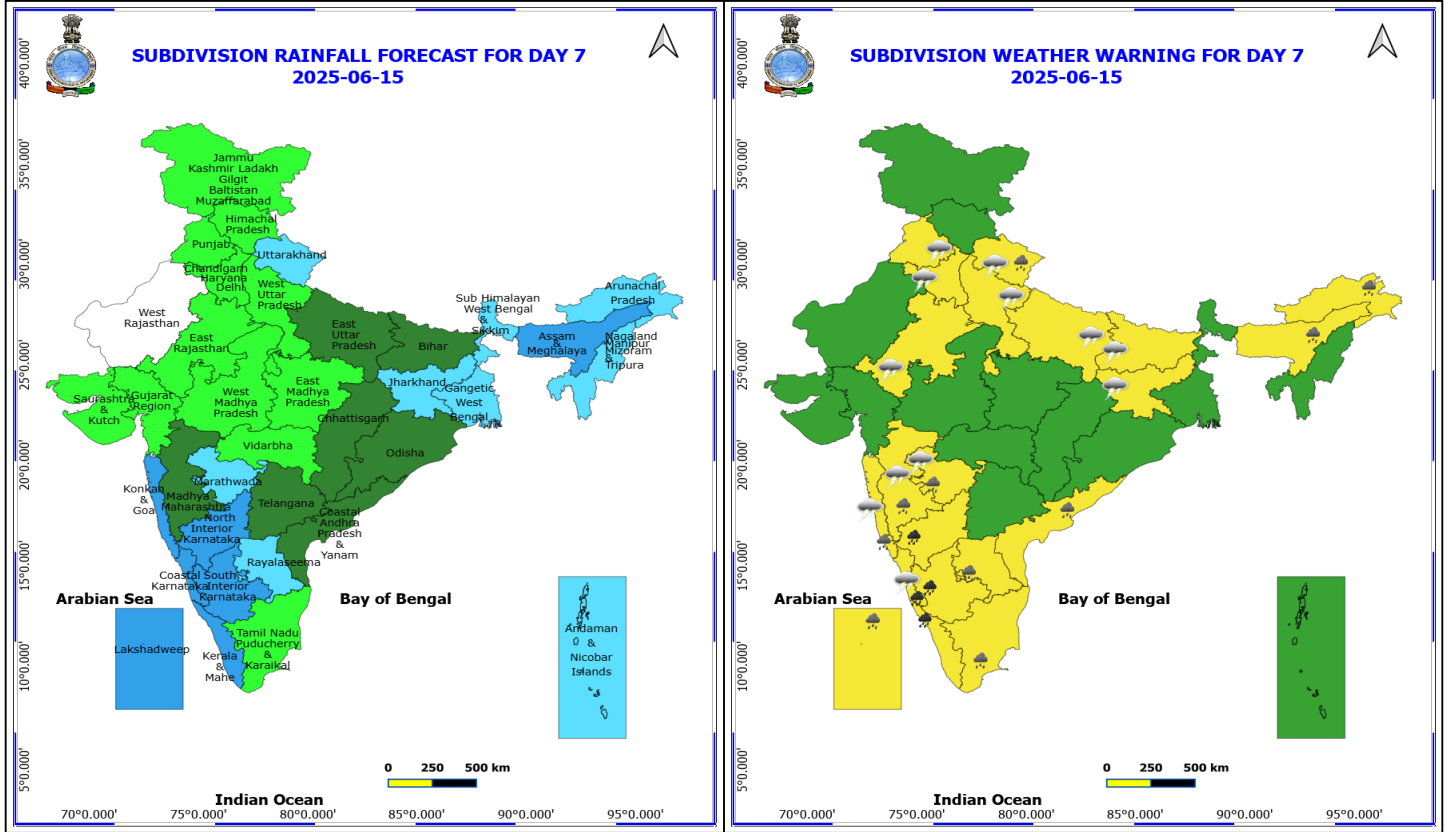 SUBDIVISION RAINFALL FORECAST FOR DAY 7
2025-06-15
40°0.000'
35°0.000'
30°0.000'
25°0.000'
20°0.000'
15°0.000'
10°0.000'
5°0.000'
Jammu
Kashmir Ladakh
Gilgit
Baltistan
Muzaffarabad
Himachal
Pradesh
Punjab
Uttarakhand
Chandigarh
Haryana
Delhi
West
Uttar
Pradesh
West
Rajasthan
East
Rajasthan
East
Uttar
Pradesh
Bihar
Sub Himalayan
West Bengal
&
Sikkim
Arunachal
Pradesh
Assam
&
Meghalaya
Nagaland
Manipur
Mizoram
&
Tripura
Jharkhand
Gangetic
West
Bengal
Saurashtra
&
Kutch
Gujarat
Region
West
Madhya
Pradesh
East
Madhya
Pradesh
Chhattisgarh
Vidarbha
Odisha
Konkan
&
Goa
Madhya
Maharashtra
Marathwada
Telangana
North
Interior
Karnataka
Coastal
Andhra
Pradesh
&
Yanam
Rayalaseema
Coastal
Karnataka
South
Interior
Karnataka
Arabian Sea
Bay of Bengal
Lakshadweep
Kerala
&
Mahe
Tamil Nadu
Puducherry
&
Karaikal
Andaman
&
Nicobar
Islands
0 250 500 km
Indian Ocean
70°0.000' 75°0.000' 80°0.000' 85°0.000' 90°0.000' 95°0.000'
SUBDIVISION WEATHER WARNING FOR DAY 7
2025-06-15
40°0.000'
35°0.000'
30°0.000'
25°0.000'
20°0.000'
15°0.000'
10°0.000'
5°0.000'
Arabian Sea
Bay of Bengal
0 250 500 km
Indian Ocean
70°0.000' 75°0.000' 80°0.000' 85°0.000' 90°0.000' 95°0.000'